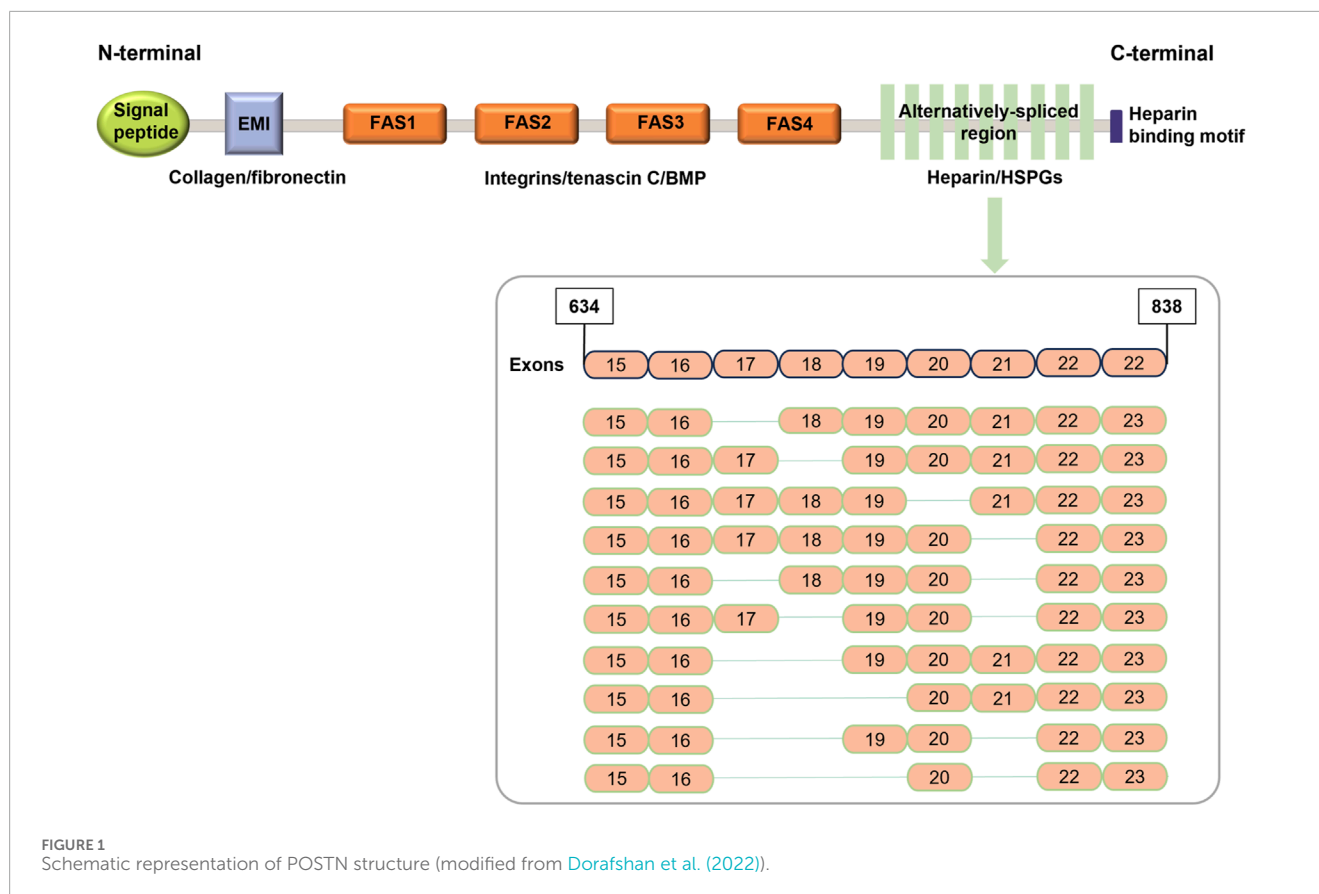 N-terminal
C-terminal
Signal
peptide
EMI
FAS1
FAS2
FAS3
FAS4
Alternatively-spliced
region
Heparin
binding motif
Collagen/fibronectin
Integrins/tenascin C/BMP
Heparin/HSPGs
634
838
Exons 15 16 17 18 19 20 21 22 22
15 16 18 19 20 21 22 23
15 16 17 19 20 21 22 23
15 16 17 18 19 21 22 23
15 16 17 18 19 20 22 23
15 16 18 19 20 22 23
15 16 17 19 20 22 23
15 16 19 20 21 22 23
15 16 20 21 22 23
15 16 19 20 22 23
15 16 20 22 23
FIGURE 1
Schematic representation of POSTN structure (modified from Dorafshan et al. (2022)).